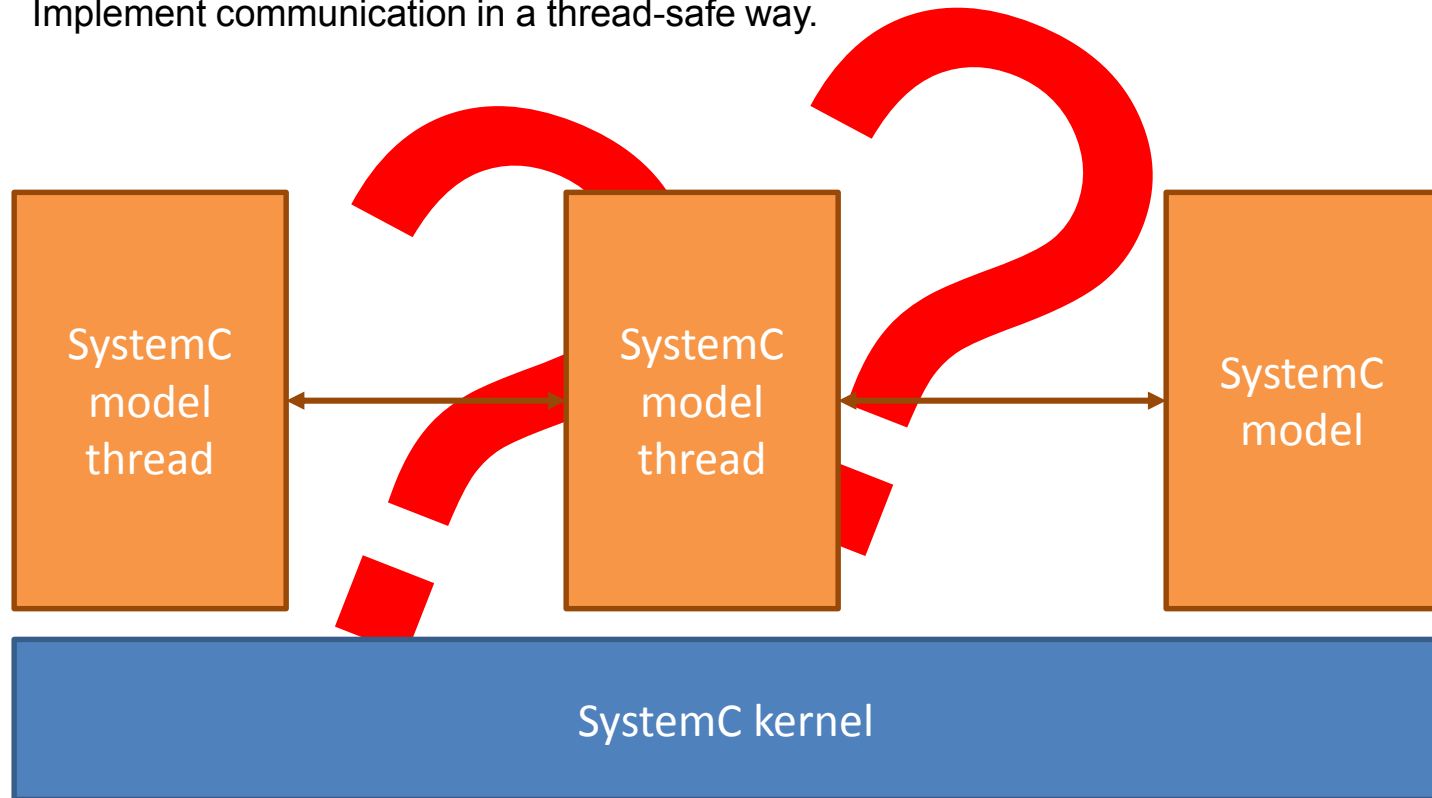 Implement communication in a thread-safe way.
SystemC
model
thread
SystemC
model
thread
SystemC
model
SystemC kernel